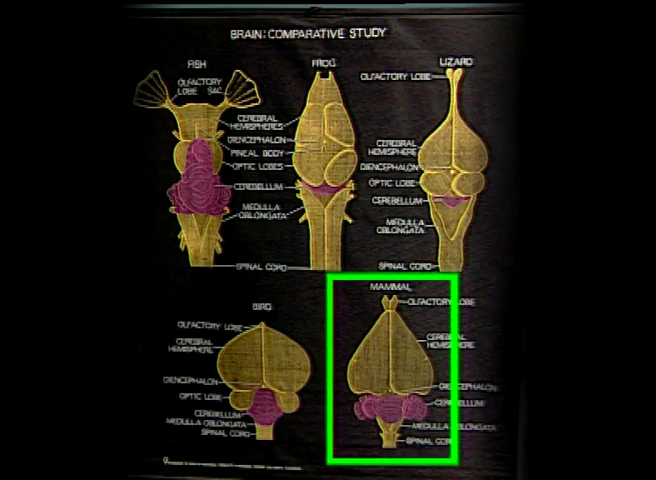 BRAIN: COMPARATIVE STUDY
FISH
OLFACTORY
LOBE SAC
FROG
CEREBRAL
HEMISPHERES
DIENCEPHALON
PINEAL BODY
OPTIC LOBES
CEREBELLUM
MEDULLA
OBLONGATA
SPINAL CORD
LIZARD
OLFACTORY LOBE
CEREBRAL
HEMISPHERE
DIENCEPHALON
OPTIC LOBE
CEREBELLUM
MEDULLA
OBLONGATA
SPINAL CORD
BIRD
OLFACTORY LOBE
CEREBRAL
HEMISPHERE
DIENCEPHALON
OPTIC LOBE
CEREBELLUM
MEDULLA OBLONGATA
SPINAL CORD
MAMMAL
OLFACTORY LOBE
CEREBRAL
HEMISPHERE
DIENCEPHALON
CEREBELLUM
MEDULLA OBLONGATA
SPINAL CORD